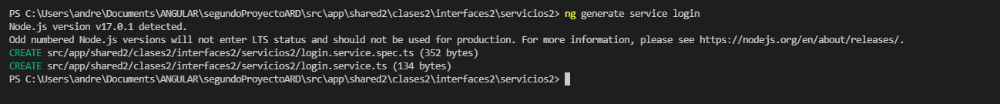 PS C:\Users\andre\Documents\ANGULAR\segundoProyectoARD\src\app\shared2\clases2\interfaces2\servicios2> ng generate service login
Node.js version v17.0.1 detected.
Odd numbered Node.js versions will not enter LTS status and should not be used for production. For more information, please see https://nodejs.org/en/about/releases/.
CREATE src/app/shared2/clases2/interfaces2/servicios2/login.service.spec.ts (352 bytes)
CREATE src/app/shared2/clases2/interfaces2/servicios2/login.service.ts (134 bytes)
PS C:\Users\andre\Documents\ANGULAR\segundoProyectoARD\src\app\shared2\clases2\interfaces2\servicios2>